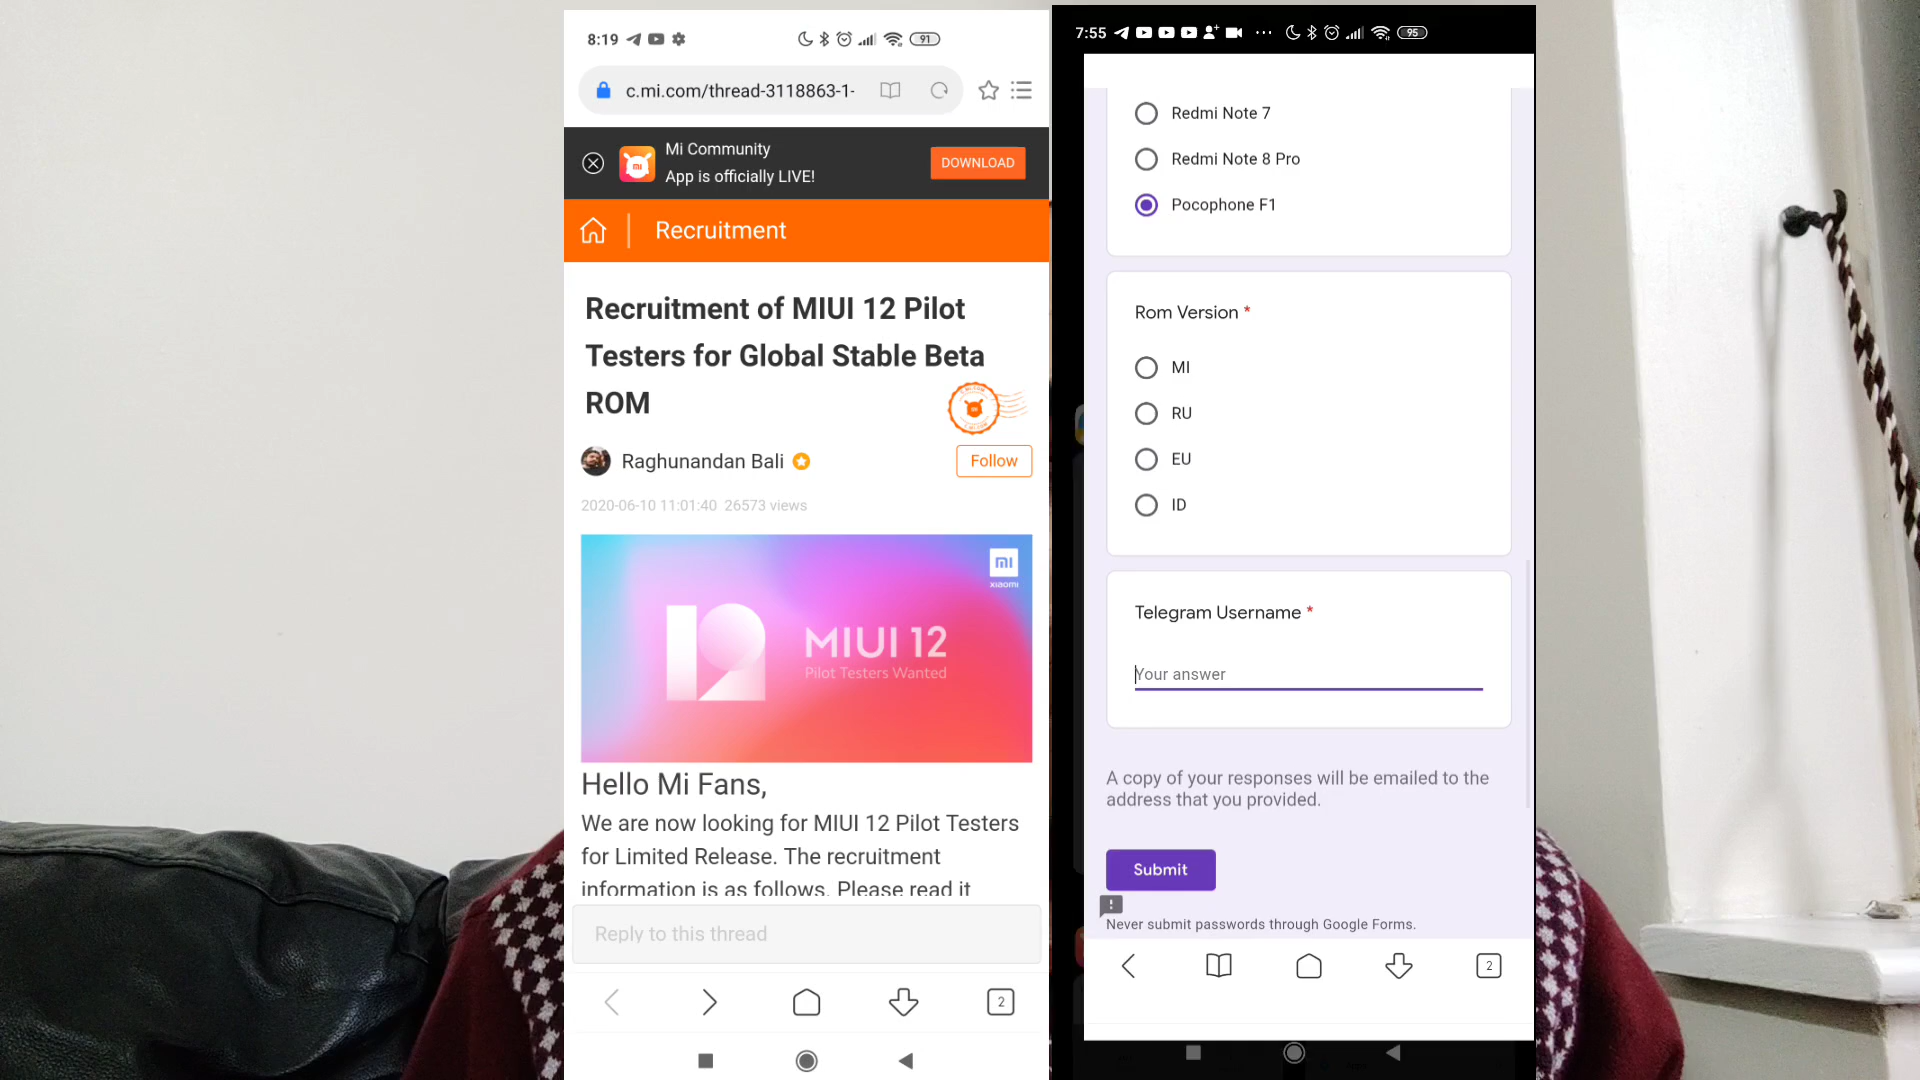 8:19
91
c.mi.com/thread-3118863-1-
Mi Community
App is officially LIVE!
DOWNLOAD
Recruitment
Recruitment of MIUI 12 Pilot
Testers for Global Stable Beta
ROM
Raghunandan Bali
Follow
2020-06-10 11:01:40 26573 views
xiaomi
12
MIUI 12
Pilot Testers Wanted
Hello Mi Fans,
We are now looking for MIUI 12 Pilot Testers
for Limited Release. The recruitment
information is as follows. Please read it
Reply to this thread
2
7:55
95
Redmi Note 7
Redmi Note 8 Pro
Pocophone F1
Rom Version *
MI
RU
EU
ID
Telegram Username *
Your answer
A copy of your responses will be emailed to the
address that you provided.
Submit
Never submit passwords through Google Forms.
2